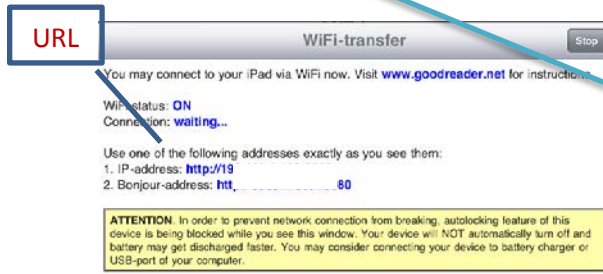 URL
WiFi-transfer
Stop
You may connect to your iPad via WiFi now. Visit www.goodreader.net for instructions.
WiFi status: ON
Connection: waiting...
Use one of the following addresses exactly as you see them:
1. IP-address: http://19
2. Bonjour-address: htt 80
ATTENTION. In order to prevent network connection from breaking, autolocking feature of this
device is being blocked while you see this window. Your device will NOT automatically turn off and
battery may get discharged faster. You may consider connecting your device to battery charger or
USB-port of your computer.